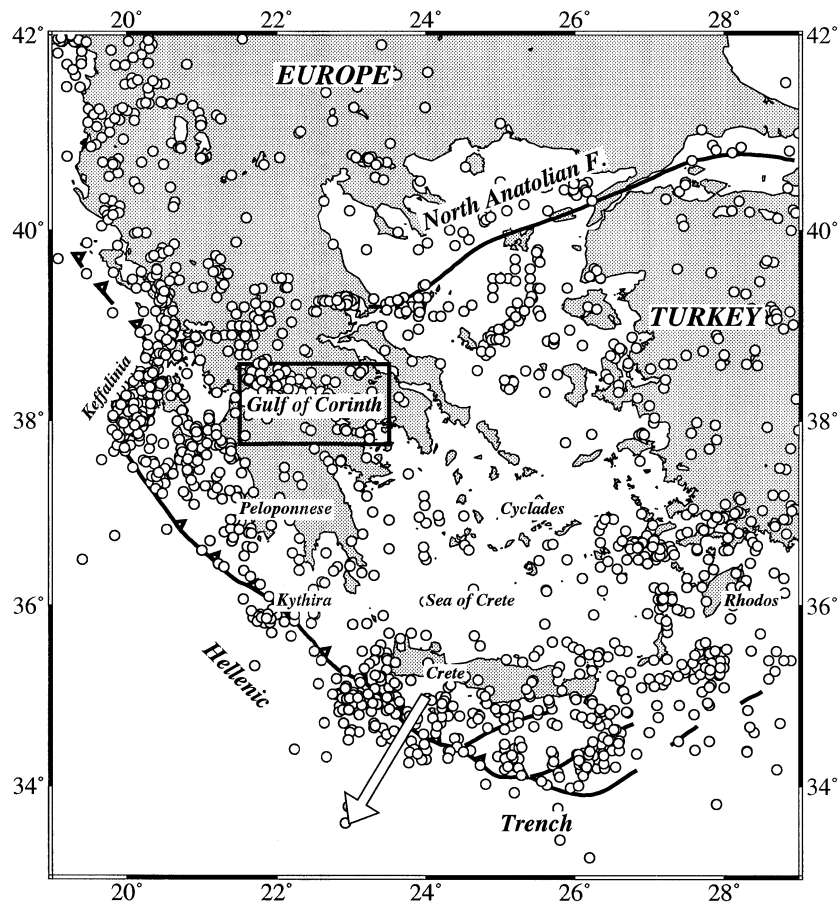 20° 22° 24° 26° 28°
42° 42°
EUROPE
North Anatolian F.
40° 40°
TURKEY
Keffalinia
Gulf of Corinth
38° 38°
Peloponnese Cyclades
Kythira Sea of Crete Rhodos
36° 36°
Hellenic
Crete
34° 34°
Trench
20° 22° 24° 26° 28°